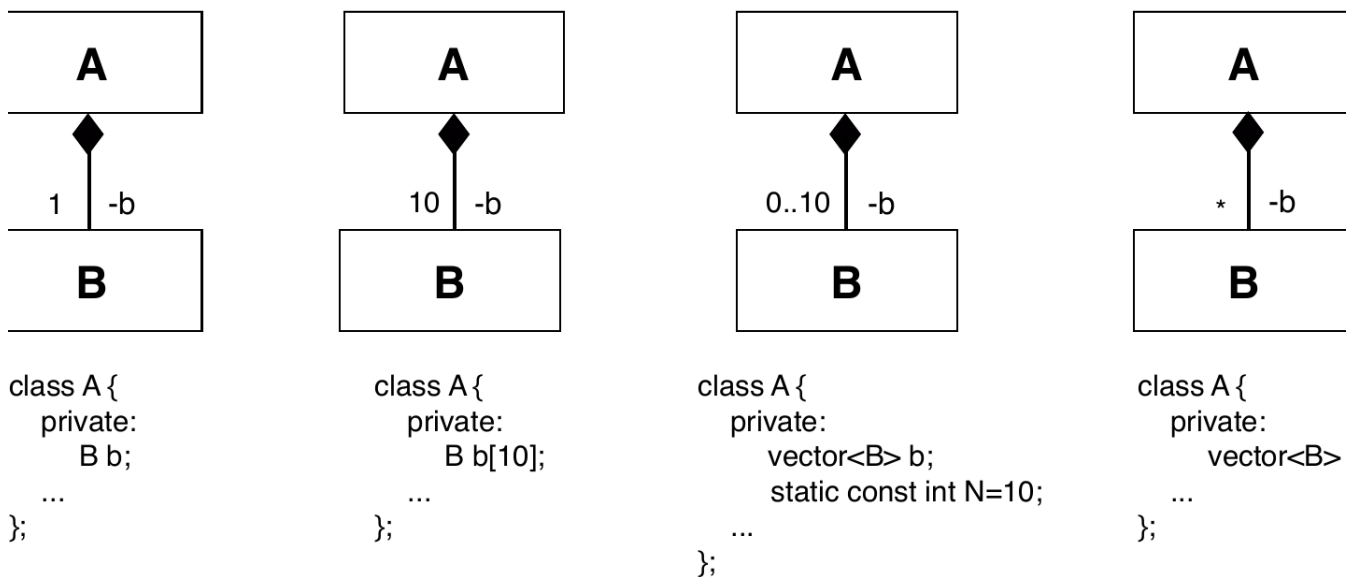 A
1 -b
B
class A {
private:
B b;
...
};
A
10 -b
B
class A {
private:
B b[10];
...
};
A
0..10 -b
B
class A {
private:
vector<B> b;
static const int N=10;
...
};
A
* -b
B
class A {
private:
vector<B>
...
};